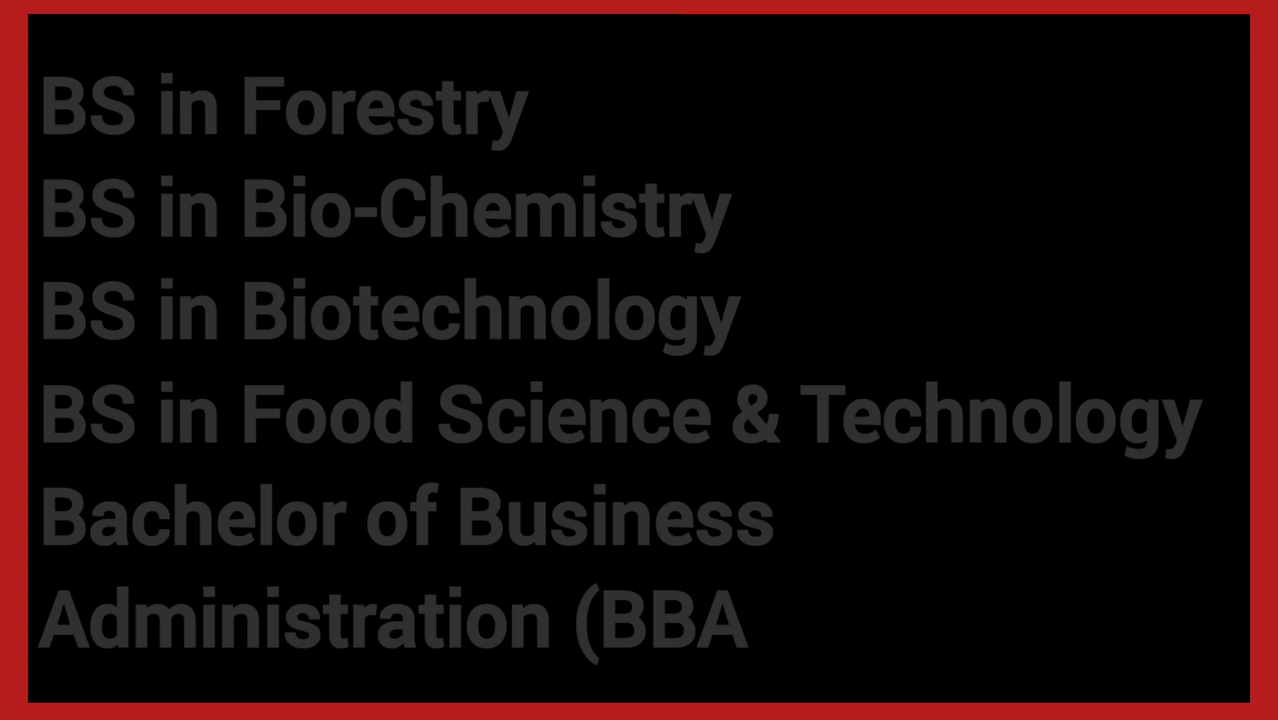 BS in Forestry
BS in Bio-Chemistry
BS in Biotechnology
BS in Food Science & Technology
Bachelor of Business
Administration (BBA